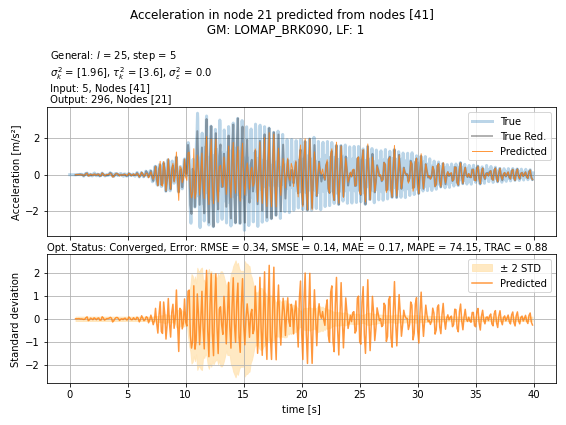 Acceleration in node 21 predicted from nodes [41]
GM: LOMAP_BRK090, LF: 1
General: l = 25, step = 5
σ²ₖ = [1.96], τ²ₖ = [3.6], σ²ε = 0.0
Input: 5, Nodes [41]
Output: 296, Nodes [21]
Acceleration [m/s²]
2
0
−2
True
True Red.
Predicted
Opt. Status: Converged, Error: RMSE = 0.34, SMSE = 0.14, MAE = 0.17, MAPE = 74.15, TRAC = 0.88
Standard deviation
2
1
0
−1
−2
± 2 STD
Predicted
0 5 10 15 20 25 30 35 40
time [s]